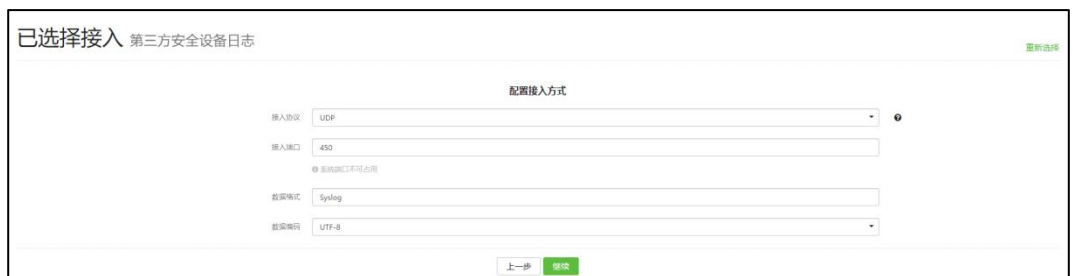 已选择接入 第三方安全设备日志
重新选择
配置接入方式
接入协议 UDP
接入端口 450
系统端口不可占用
数据格式 Syslog
数据编码 UTF-8
上一步 继续